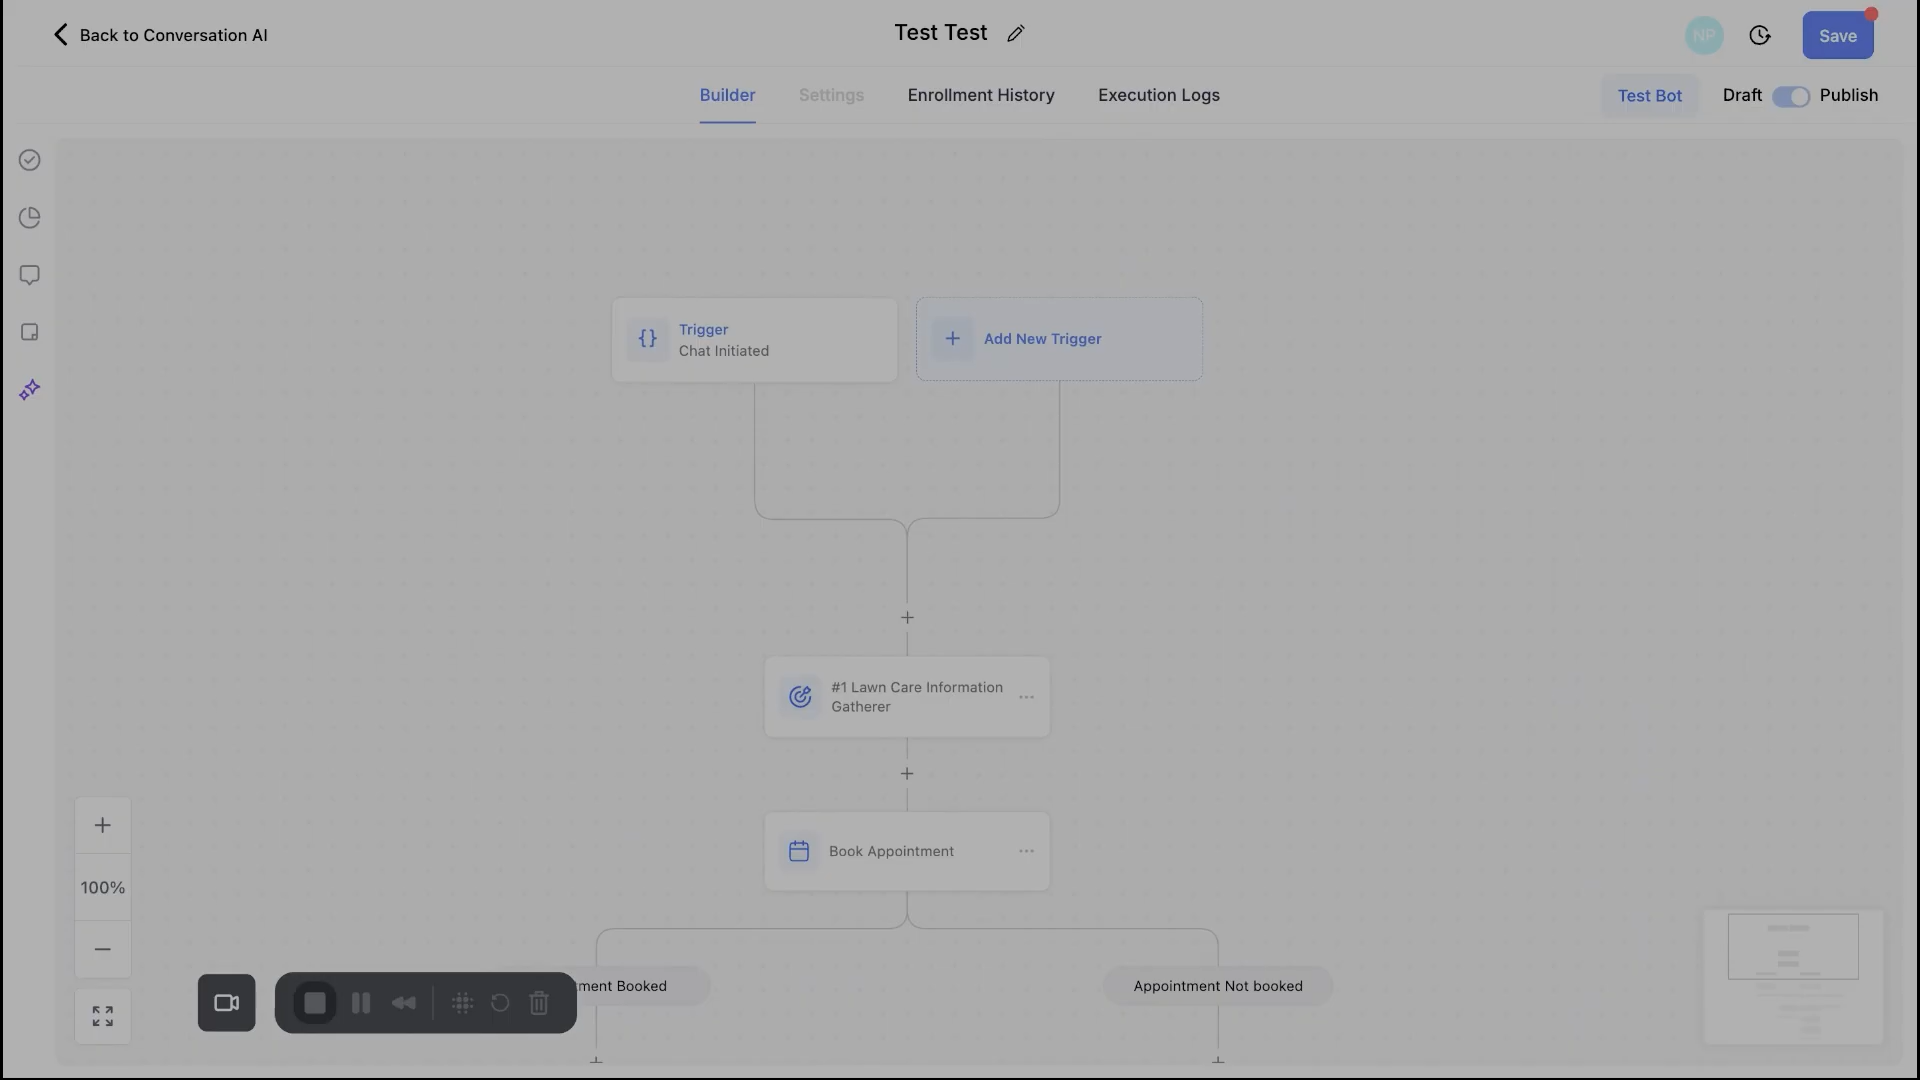 Back to Conversation AI
Test Test
NP
Save
Builder
Settings
Enrollment History
Execution Logs
Test Bot
Draft
Publish
Trigger
Chat Initiated
Add New Trigger
#1 Lawn Care Information
Gatherer
Book Appointment
100%
ment Booked
Appointment Not booked